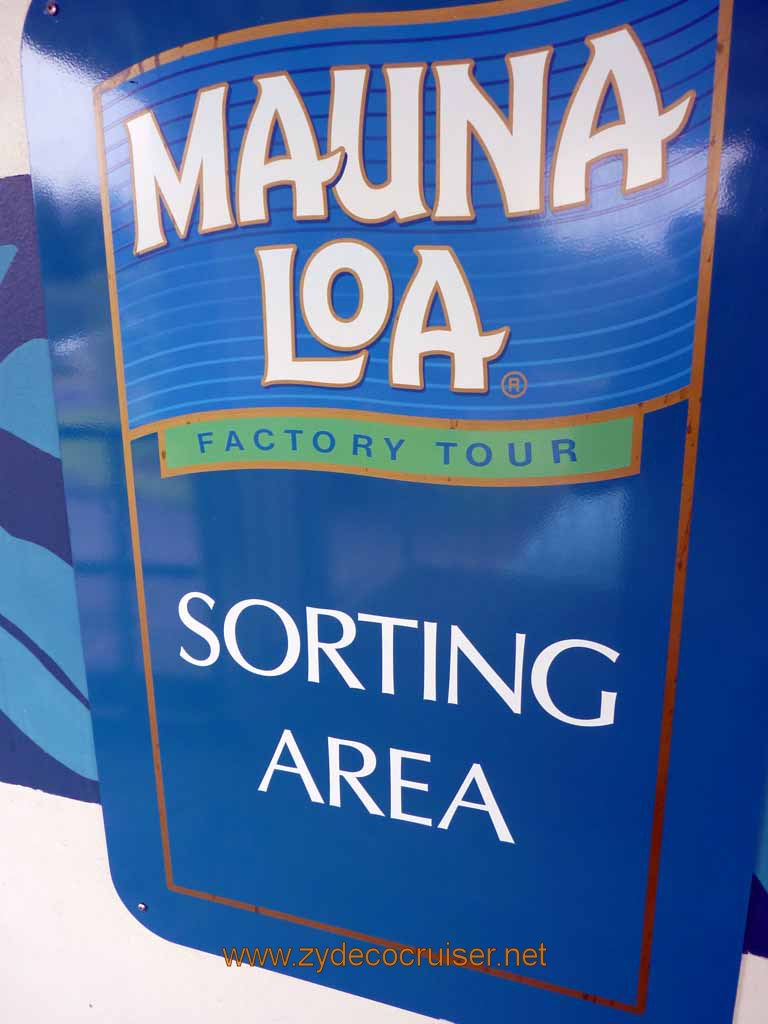 MAUNA
LOA®
FACTORY TOUR
SORTING
AREA
www.zydecocruiser.net